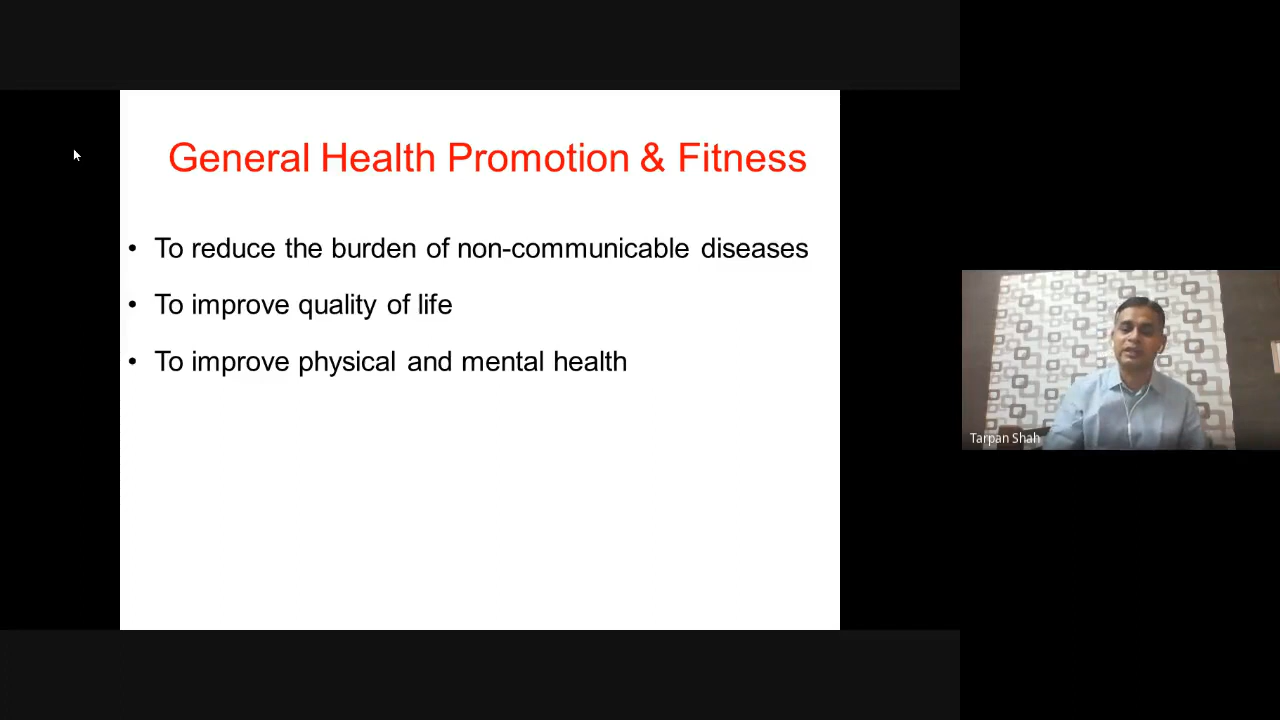 General Health Promotion & Fitness
• To reduce the burden of non-communicable diseases
• To improve quality of life
• To improve physical and mental health
Tarpan Shah